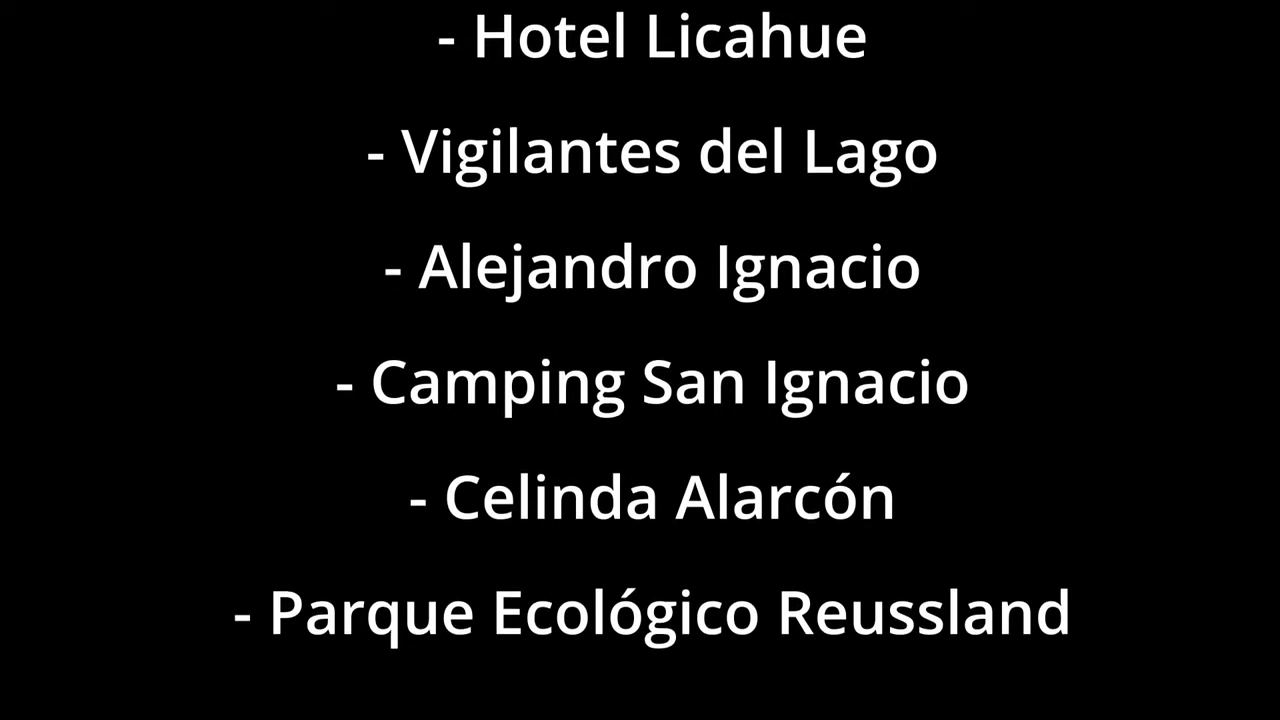 - Hotel Licahue
- Vigilantes del Lago
- Alejandro Ignacio
- Camping San Ignacio
- Celinda Alarcón
- Parque Ecológico Reussland